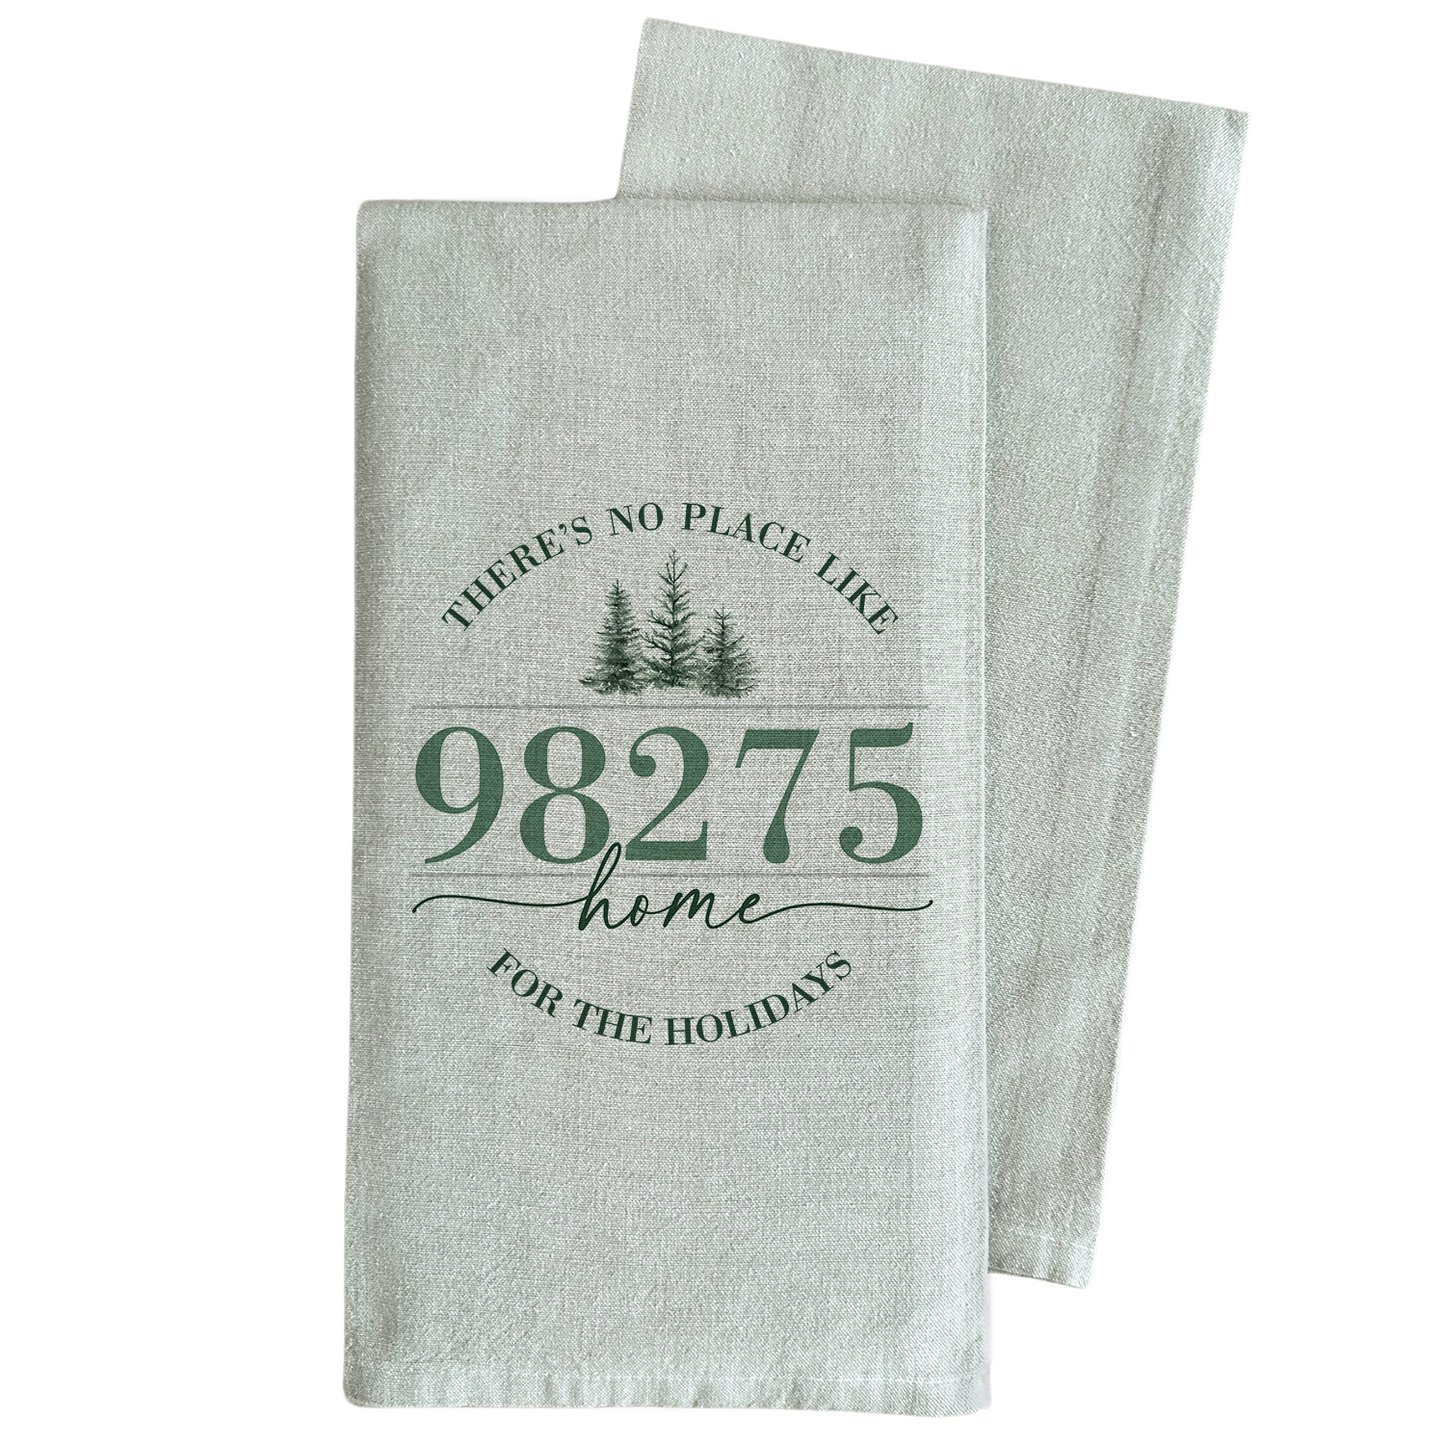 THERE'S NO PLACE LIKE
98275
home
FOR THE HOLIDAYS